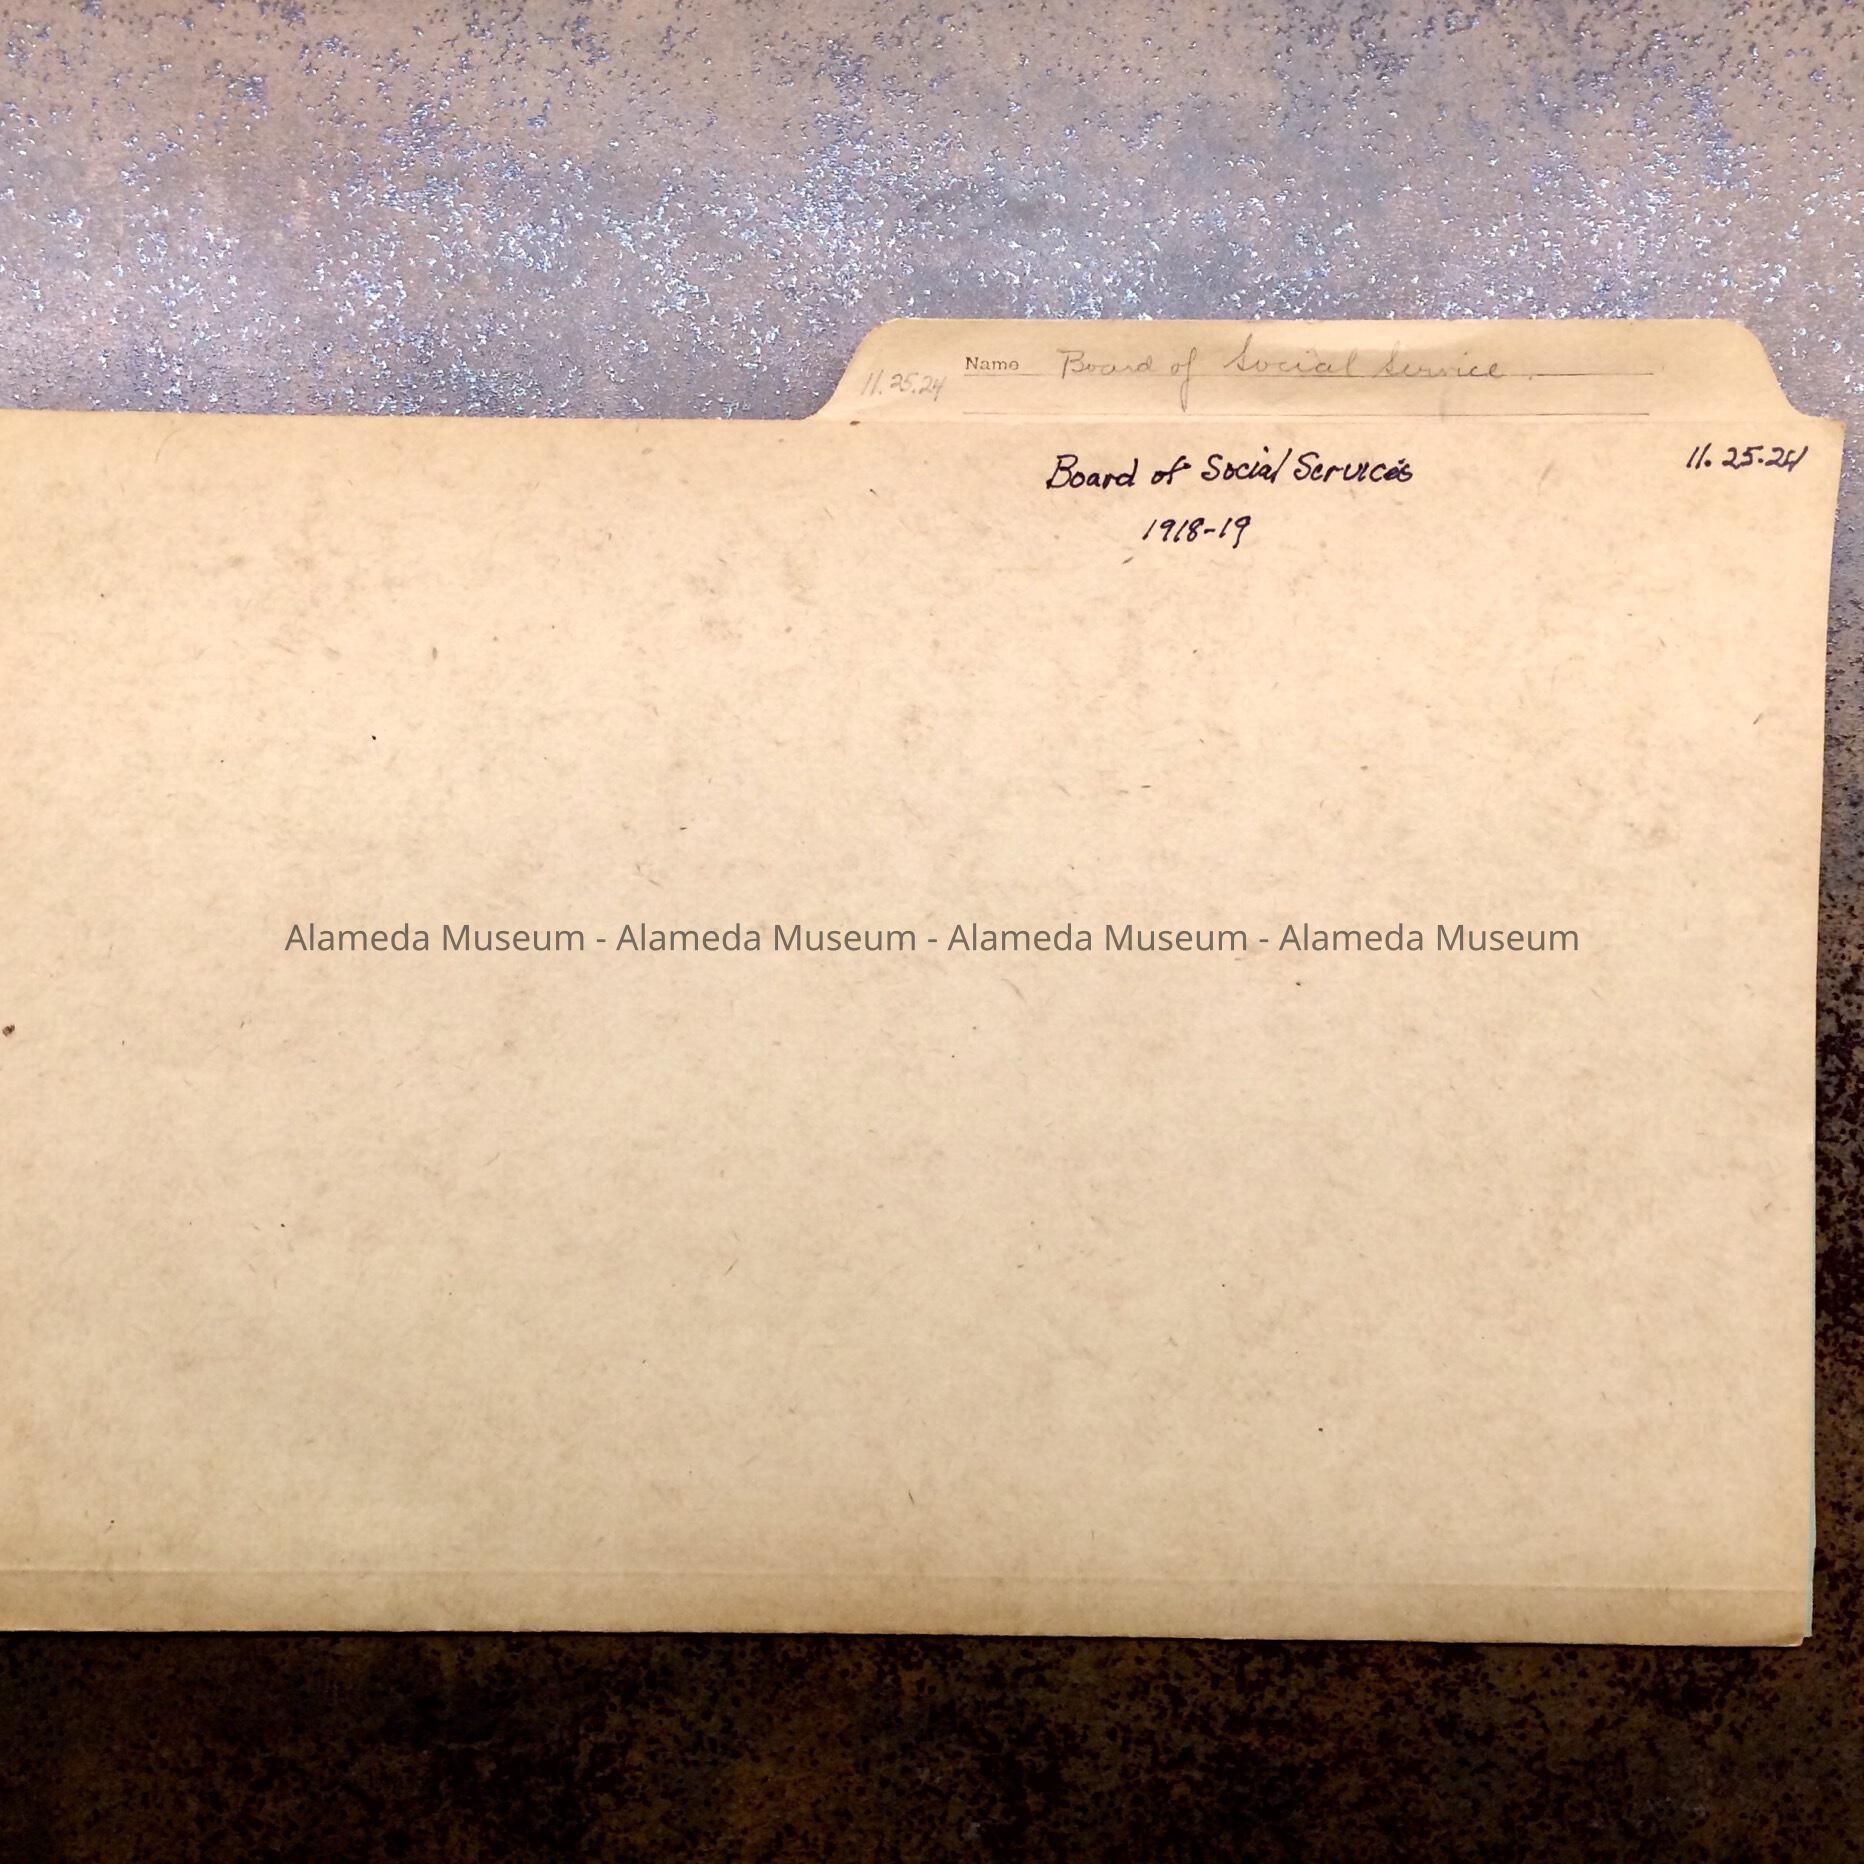 Name Board of Social Service.
11.25.24
Board of Social Services
11.25.24
1918-19
Alameda Museum - Alameda Museum - Alameda Museum - Alameda Museum